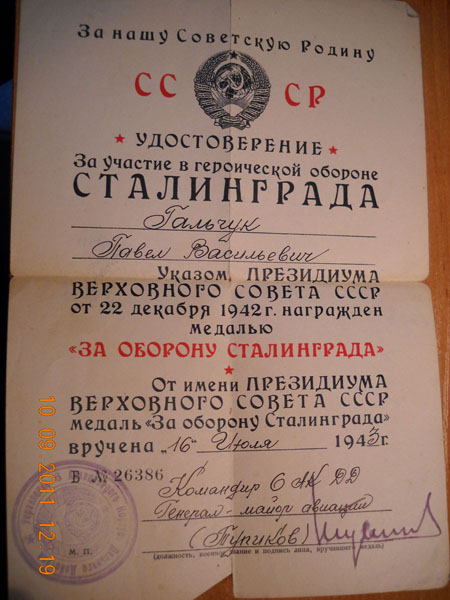 За нашу Советскую Родину
СС СР
УДОСТОВЕРЕНИЕ
За участие в героической обороне
СТАЛИНГРАДА
Гальчук
Павел Васильевич
Указом ПРЕЗИДИУМА
ВЕРХОВНОГО СОВЕТА СССР
от 22 декабря 1942 г. награжден
медалью
«ЗА ОБОРОНУ СТАЛИНГРАДА»
От имени ПРЕЗИДИУМА
ВЕРХОВНОГО СОВЕТА СССР
медаль «За оборону Сталинграда»
вручена „16" Июля 1943 г.
Б № 26386
Командир 6 АК ДД
Генерал-майор авиации
(Тупиков)
М. П.
(должность, военное звание и подпись лица, вручившего медаль)
10.09.2011 12:19